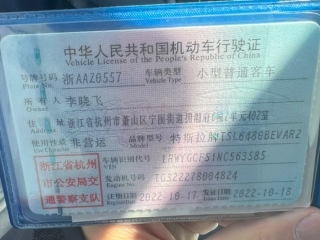 中华人民共和国机动车行驶证
Vehicle License of the People's Republic of China
号牌号码 浙AAZ0557 车辆类型 小型普通客车
Plate No. Vehicle Type
所有人 李晓飞
Owner
住址 浙江省杭州市萧山区宁围街道
Address
使用性质 非营运 品牌型号 特斯拉牌TSL6480BEVAR2
Use Character Model
浙江省杭州市公安局交通警察支队
车辆识别代号 LRWYGCFS1NC563585
VIN
发动机号码 TG322278004824
Engine No.
注册日期 2022-10-17 发证日期 2022-10-18
Register Date Issue Date